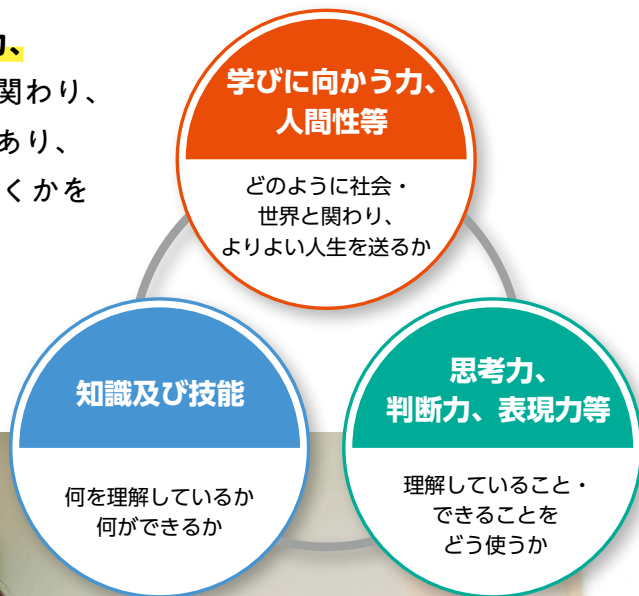 力、
関わり、
あり、
くかを
学びに向かう力、
人間性等
どのように社会・
世界と関わり、
よりよい人生を送るか
知識及び技能
何を理解しているか
何ができるか
思考力、
判断力、表現力等
理解していること・
できることを
どう使うか